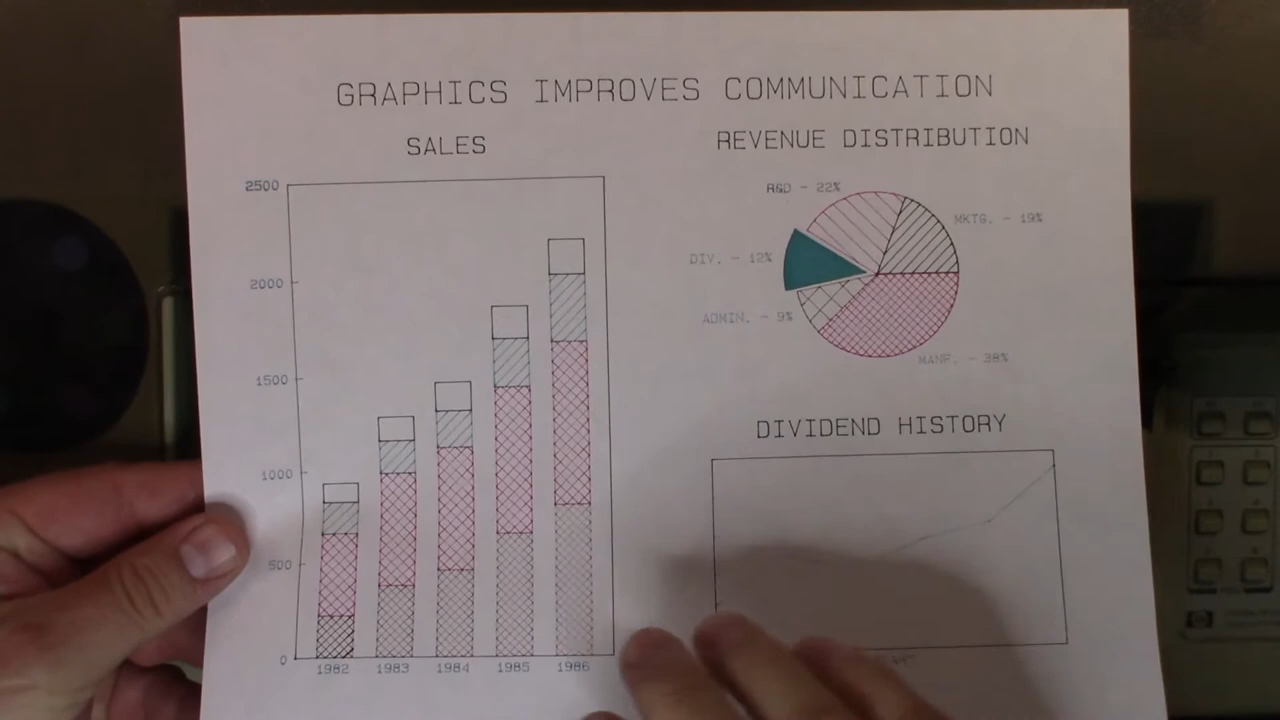 GRAPHICS IMPROVES COMMUNICATION
SALES
2500
2000
1500
1000
500
0
1982 1983 1984 1985 1986
REVENUE DISTRIBUTION
R&D - 22%
MKTG. - 19%
DIV. - 12%
ADMIN. - 9%
MANF. - 38%
DIVIDEND HISTORY